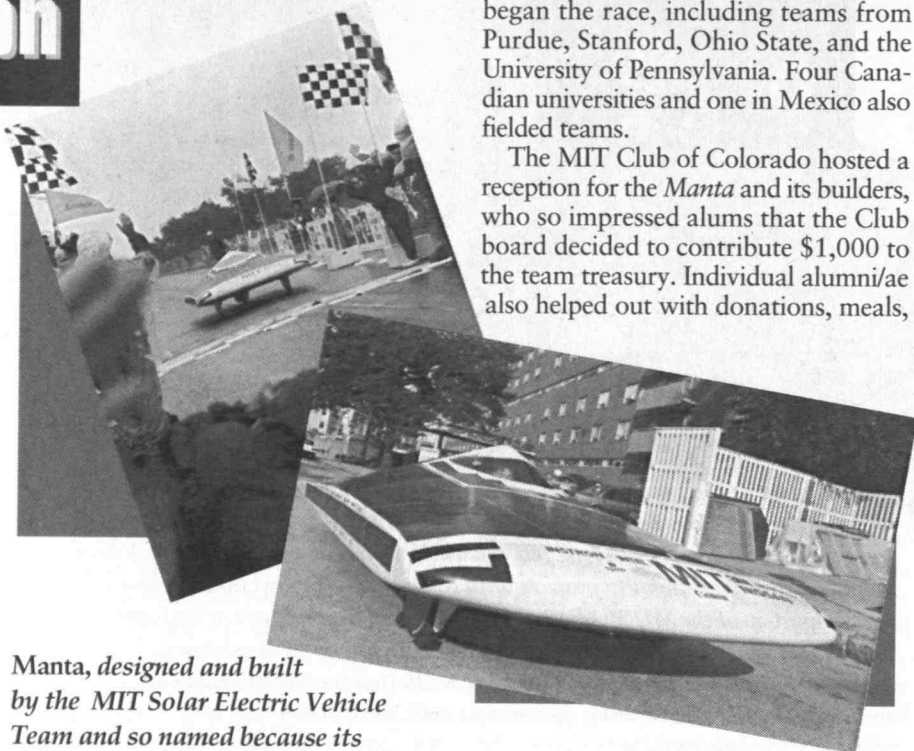 began the race, including teams from
Purdue, Stanford, Ohio State, and the
University of Pennsylvania. Four Cana-
dian universities and one in Mexico also
fielded teams.
The MIT Club of Colorado hosted a
reception for the Manta and its builders,
who so impressed alums that the Club
board decided to contribute $1,000 to
the team treasury. Individual alumni/ae
also helped out with donations, meals,
MIT
Manta, designed and built
by the MIT Solar Electric Vehicle
Team and so named because its